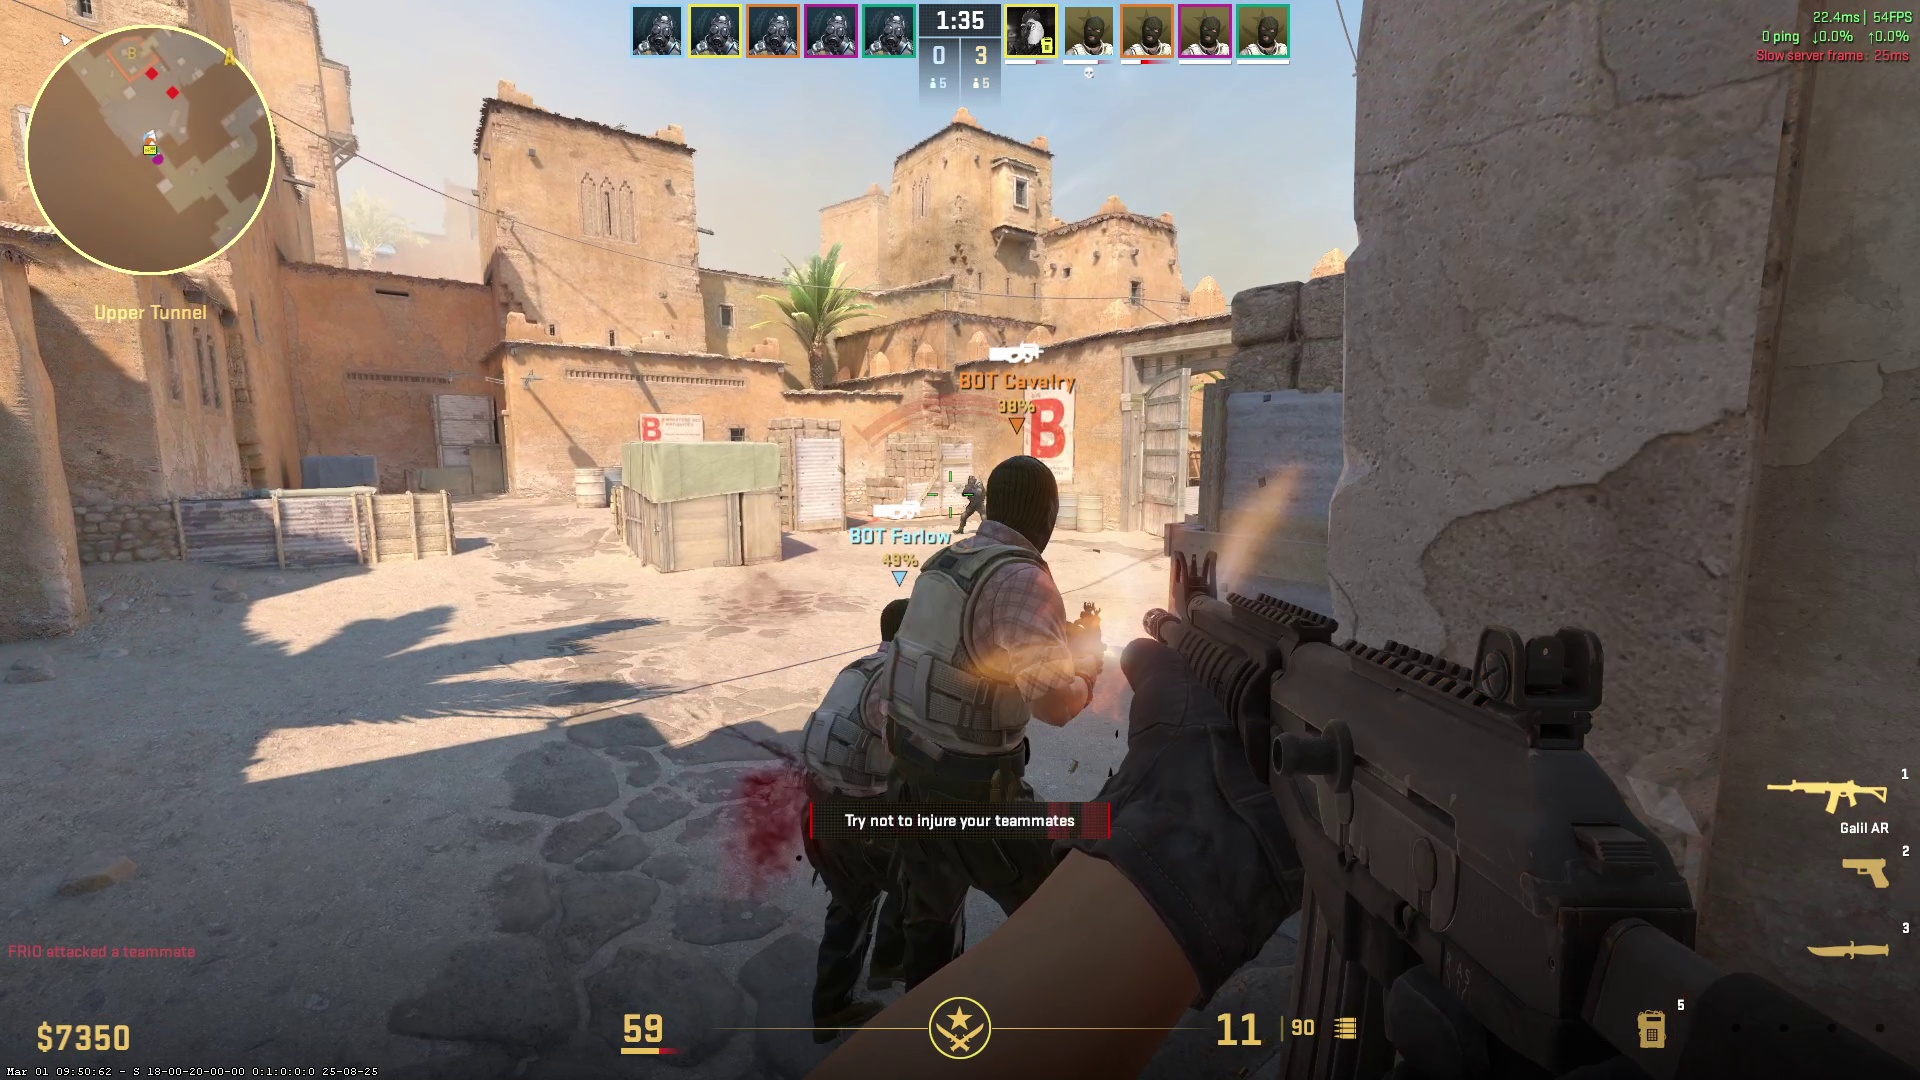 B
A
Upper Tunnel
1:35
0 3
5 5
22.4ms | 54FPS
0 ping ↓0.0% ↑0.0%
Slow server frame: 25ms
BOT Cavalry
38%
B
B
BOT Farlow
49%
Try not to injure your teammates
1
Galil AR
2
3
5
FRIO attacked a teammate
$7350
59
11 | 90
Mar 01 09:50:62 - S 18-00-20-00-00 0:1:0:0:0 25-08-25